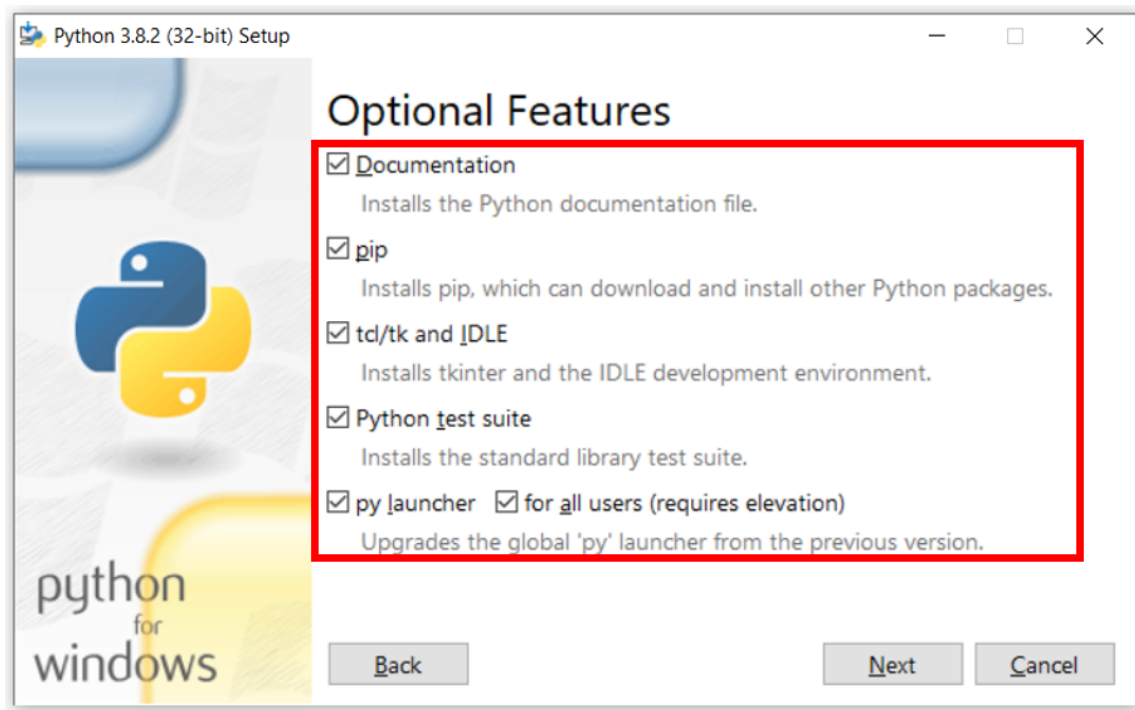 Python 3.8.2 (32-bit) Setup
Optional Features
Documentation
Installs the Python documentation file.
pip
Installs pip, which can download and install other Python packages.
tcl/tk and IDLE
Installs tkinter and the IDLE development environment.
Python test suite
Installs the standard library test suite.
py launcher for all users (requires elevation)
Upgrades the global 'py' launcher from the previous version.
python
for
windows
Back Next Cancel